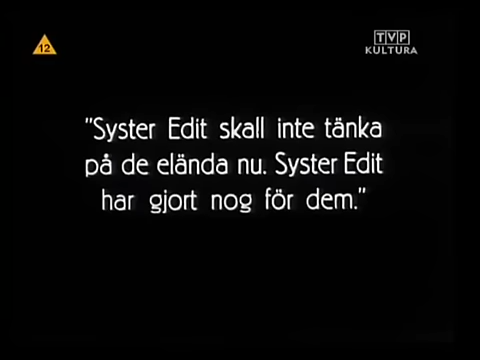 12
TVP
KULTURA
"Syster Edit skall inte tänka
på de elända nu. Syster Edit
har gjort nog för dem."